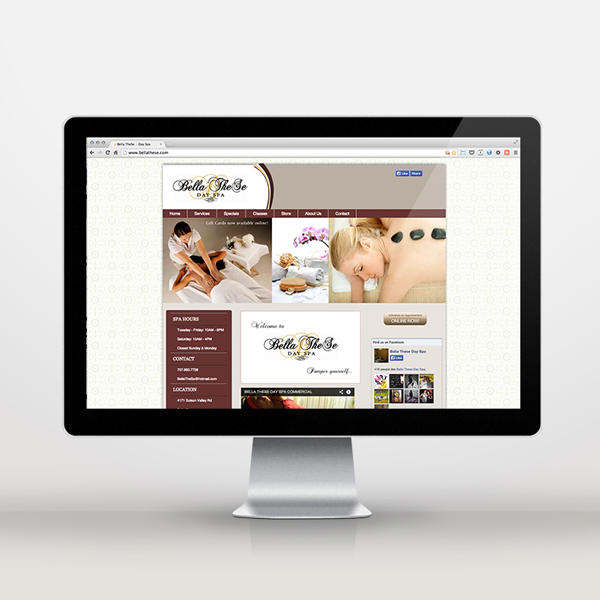 Bella TheSe | Day Spa
www.bellathese.com
Bella TheSe
DAY SPA
Like Share
Home Services Specials Classes Store About Us Contact
Gift Cards now available online!
SPA HOURS
Tuesday - Friday: 10AM - 6PM
Saturday: 10AM - 4PM
Closed Sunday & Monday
CONTACT
707.980.7738
BellaTheSe@hotmail.com
LOCATION
4171 Suisun Valley Rd
Welcome to
Bella TheSe
DAY SPA
Pamper yourself...
BELLA THESE DAY SPA COMMERCIAL
ONLINE NOW!
Find us on Facebook
Bella These Day Spa
Like
people like Bella These Day Spa.